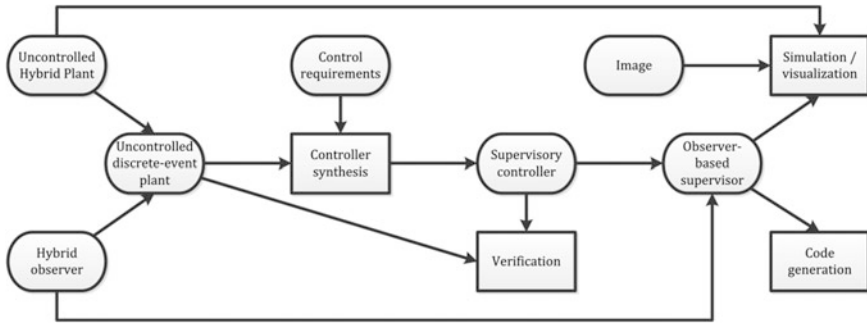 Uncontrolled
Hybrid Plant
Control
requirements
Image
Simulation /
visualization
Uncontrolled
discrete-event
plant
Controller
synthesis
Supervisory
controller
Observer-
based
supervisor
Hybrid
observer
Verification
Code
generation